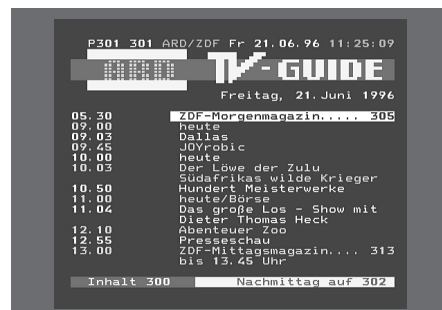 P301 301 ARD/ZDF Fr 21.06.96 11:25:09
ARD TV-GUIDE
Freitag, 21.Juni 1996
05.30 ZDF-Morgenmagazin..... 305
09.00 heute
09.03 Dallas
09.45 JOYrobic
10.00 heute
10.03 Der Löwe der Zulu
Südafrikas wilde Krieger
10.50 Hundert Meisterwerke
11.00 heute/Börse
11.04 Das große Los - Show mit
Dieter Thomas Heck
12.10 Abenteuer Zoo
12.55 Presseschau
13.00 ZDF-Mittagsmagazin.... 313
bis 13.45 Uhr
Inhalt 300 Nachmittag auf 302